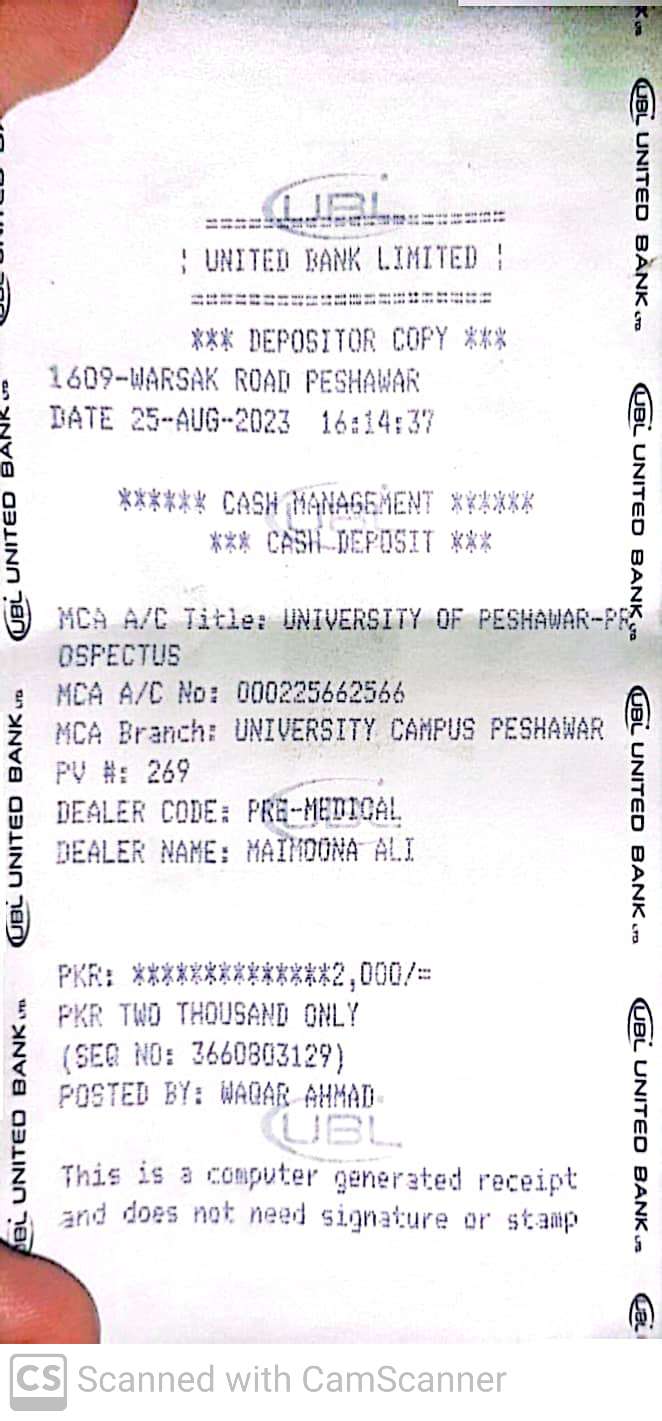 UBL
=======================
¦ UNITED BANK LIMITED ¦
=======================
*** DEPOSITOR COPY ***
1609-WARSAK ROAD PESHAWAR
DATE 25-AUG-2023 16:14:37
****** CASH MANAGEMENT ******
*** CASH DEPOSIT ***
MCA A/C Title: UNIVERSITY OF PESHAWAR-PR
OSPECTUS
MCA A/C No: 000225662566
MCA Branch: UNIVERSITY CAMPUS PESHAWAR
PV #: 269
DEALER CODE: PRE-MEDICAL
DEALER NAME: MAIMOONA ALI
PKR: **************2,000/=
PKR TWO THOUSAND ONLY
(SEQ NO: 3660803129)
POSTED BY: WAQAR AHMAD
UBL
This is a computer generated receipt
and does not need signature or stamp
UBL UNITED BANK LTD
UBL UNITED BANK LTD
UBL UNITED BANK LTD
UBL UNITED BANK LTD
UBL UNITED BANK LTD
UBL UNITED BANK LTD
UBL UNITED BANK LTD
UBL
CS Scanned with CamScanner